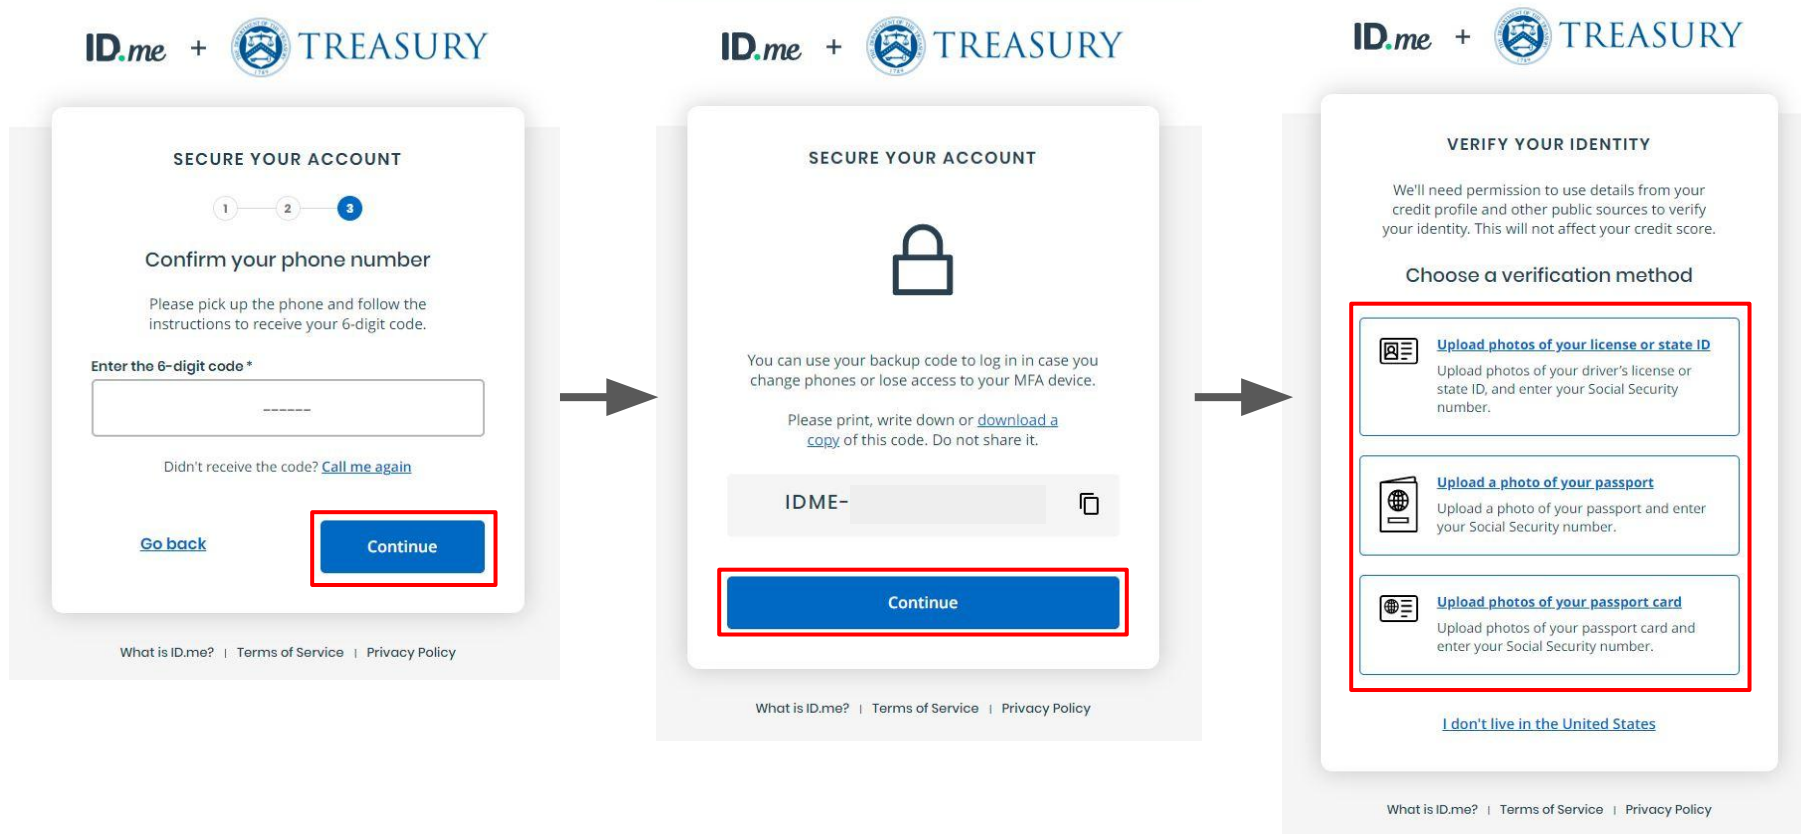 ID.me + TREASURY
SECURE YOUR ACCOUNT
1 2 3
Confirm your phone number
Please pick up the phone and follow the
instructions to receive your 6-digit code.
Enter the 6-digit code *
______
Didn't receive the code? Call me again
Go back
Continue
What is ID.me? | Terms of Service | Privacy Policy
ID.me + TREASURY
SECURE YOUR ACCOUNT
You can use your backup code to log in in case you
change phones or lose access to your MFA device.
Please print, write down or download a
copy of this code. Do not share it.
IDME-
Continue
What is ID.me? | Terms of Service | Privacy Policy
ID.me + TREASURY
VERIFY YOUR IDENTITY
We'll need permission to use details from your
credit profile and other public sources to verify
your identity. This will not affect your credit score.
Choose a verification method
Upload photos of your license or state ID
Upload photos of your driver's license or
state ID, and enter your Social Security
number.
Upload a photo of your passport
Upload a photo of your passport and enter
your Social Security number.
Upload photos of your passport card
Upload photos of your passport card and
enter your Social Security number.
I don't live in the United States
What is ID.me? | Terms of Service | Privacy Policy